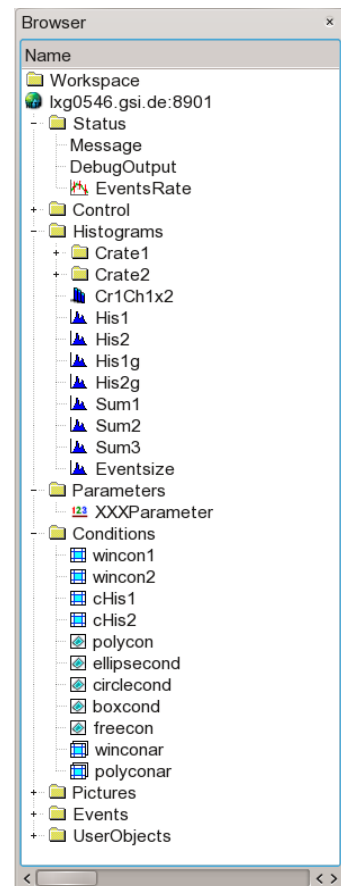 Browser
Name
Workspace
lxg0546.gsi.de:8901
Status
Message
DebugOutput
EventsRate
Control
Histograms
Crate1
Crate2
Cr1Ch1x2
His1
His2
His1g
His2g
Sum1
Sum2
Sum3
Eventsize
Parameters
123 XXXParameter
Conditions
wincon1
wincon2
cHis1
cHis2
polycon
ellipsecond
circlecond
boxcond
freecon
winconar
polyconar
Pictures
Events
UserObjects